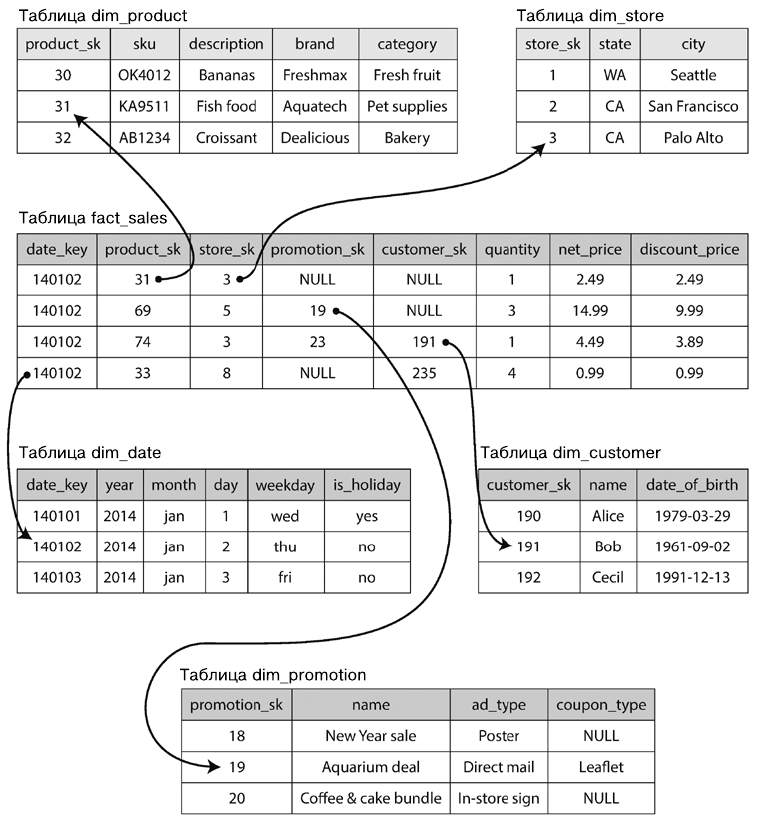 Таблица dim_product
product_sk sku description brand category
30 OK4012 Bananas Freshmax Fresh fruit
31 KA9511 Fish food Aquatech Pet supplies
32 AB1234 Croissant Dealicious Bakery
Таблица dim_store
store_sk state city
1 WA Seattle
2 CA San Francisco
3 CA Palo Alto
Таблица fact_sales
date_key product_sk store_sk promotion_sk customer_sk quantity net_price discount_price
140102 31 3 NULL NULL 1 2.49 2.49
140102 69 5 19 NULL 3 14.99 9.99
140102 74 3 23 191 1 4.49 3.89
140102 33 8 NULL 235 4 0.99 0.99
Таблица dim_date
date_key year month day weekday is_holiday
140101 2014 jan 1 wed yes
140102 2014 jan 2 thu no
140103 2014 jan 3 fri no
Таблица dim_customer
customer_sk name date_of_birth
190 Alice 1979-03-29
191 Bob 1961-09-02
192 Cecil 1991-12-13
Таблица dim_promotion
promotion_sk name ad_type coupon_type
18 New Year sale Poster NULL
19 Aquarium deal Direct mail Leaflet
20 Coffee & cake bundle In-store sign NULL